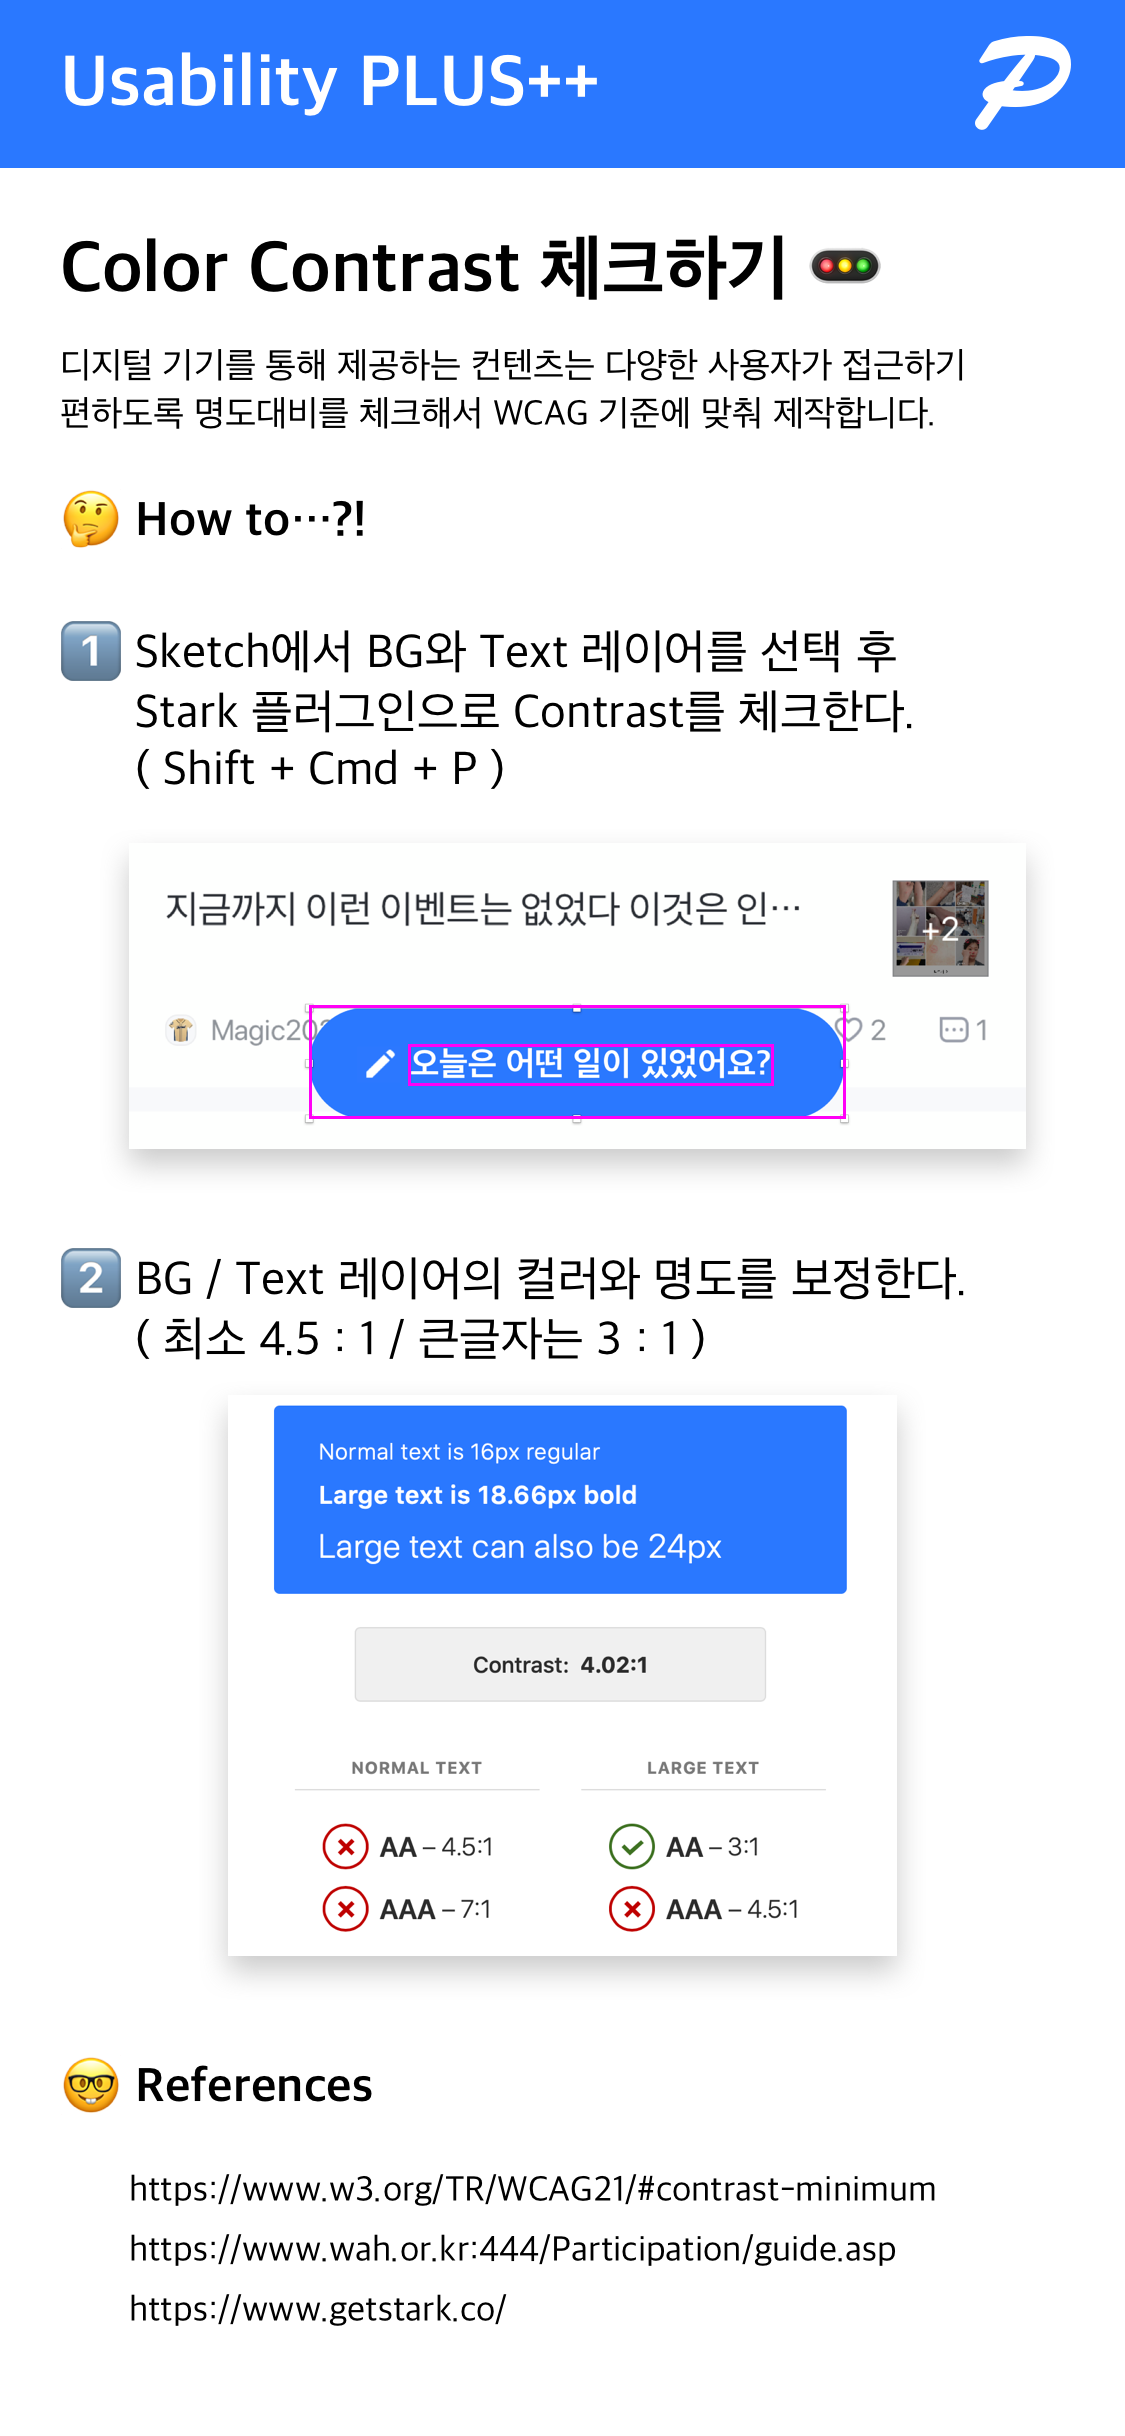 Usability PLUS++
P
Color Contrast 체크하기
디지털 기기를 통해 제공하는 컨텐츠는 다양한 사용자가 접근하기
편하도록 명도대비를 체크해서 WCAG 기준에 맞춰 제작합니다.
How to…?!
1 Sketch에서 BG와 Text 레이어를 선택 후
Stark 플러그인으로 Contrast를 체크한다.
( Shift + Cmd + P )
지금까지 이런 이벤트는 없었다 이것은 인…
+2
Magic20
2
1
오늘은 어떤 일이 있었어요?
2 BG / Text 레이어의 컬러와 명도를 보정한다.
( 최소 4.5 : 1 / 큰글자는 3 : 1 )
Normal text is 16px regular
Large text is 18.66px bold
Large text can also be 24px
Contrast: 4.02:1
NORMAL TEXT
LARGE TEXT
AA – 4.5:1
AA – 3:1
AAA – 7:1
AAA – 4.5:1
References
https://www.w3.org/TR/WCAG21/#contrast-minimum
https://www.wah.or.kr:444/Participation/guide.asp
https://www.getstark.co/